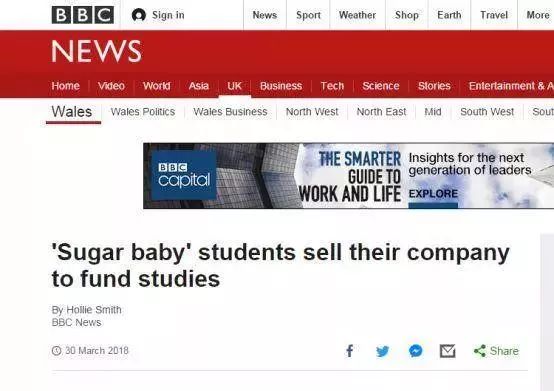 BBC Sign in News Sport Weather Shop Earth Travel More
NEWS
Home Video World Asia UK Business Tech Science Stories Entertainment & A
Wales Wales Politics Wales Business North West North East Mid South West Sout
BBC
capital
THE SMARTER
GUIDE TO
WORK AND LIFE
Insights for the next
generation of leaders
EXPLORE
'Sugar baby' students sell their company
to fund studies
By Hollie Smith
BBC News
30 March 2018
Share